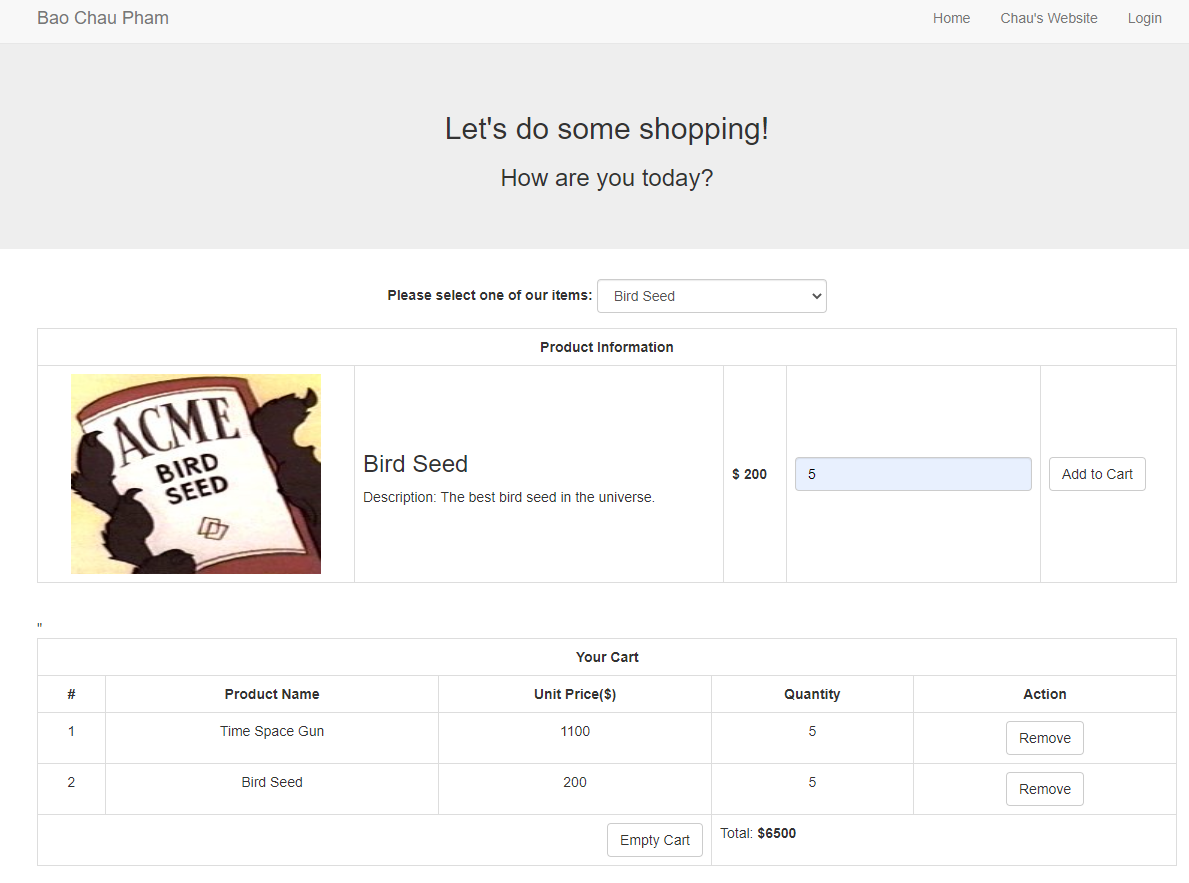 Bao Chau Pham Home Chau's Website Login
Let's do some shopping!
How are you today?
Please select one of our items: Bird Seed
Product Information
ACME
BIRD
SEED
Bird Seed
Description: The best bird seed in the universe.
$ 200
5
Add to Cart
"
Your Cart
# Product Name Unit Price($) Quantity Action
1 Time Space Gun 1100 5 Remove
2 Bird Seed 200 5 Remove
Empty Cart Total: $6500